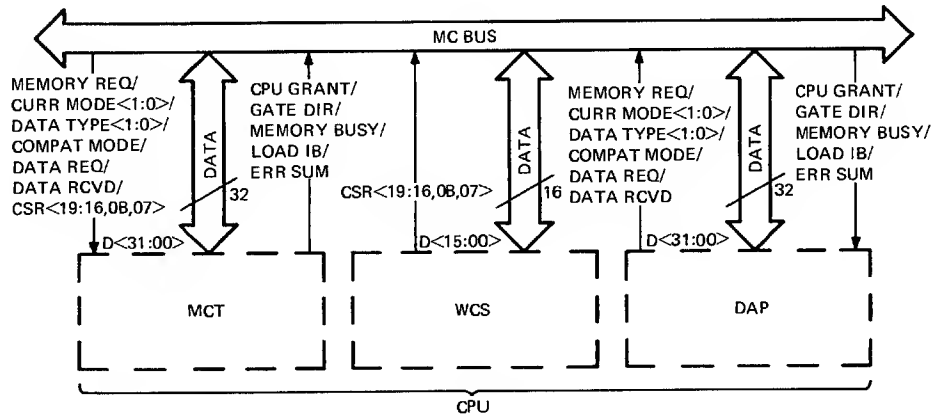 MC BUS
MEMORY REQ/
CURR MODE<1:0>/
DATA TYPE<1:0>/
COMPAT MODE/
DATA REQ/
DATA RCVD/
CSR<19:16,0B,07>
DATA
32
D<31:00>
CPU GRANT/
GATE DIR/
MEMORY BUSY/
LOAD IB/
ERR SUM
CSR<19:16,0B,07>
DATA
16
D<15:00>
MEMORY REQ/
CURR MODE<1:0>/
DATA TYPE<1:0>/
COMPAT MODE/
DATA REQ/
DATA RCVD
DATA
32
D<31:00>
CPU GRANT/
GATE DIR/
MEMORY BUSY/
LOAD IB/
ERR SUM
MCT
WCS
DAP
CPU